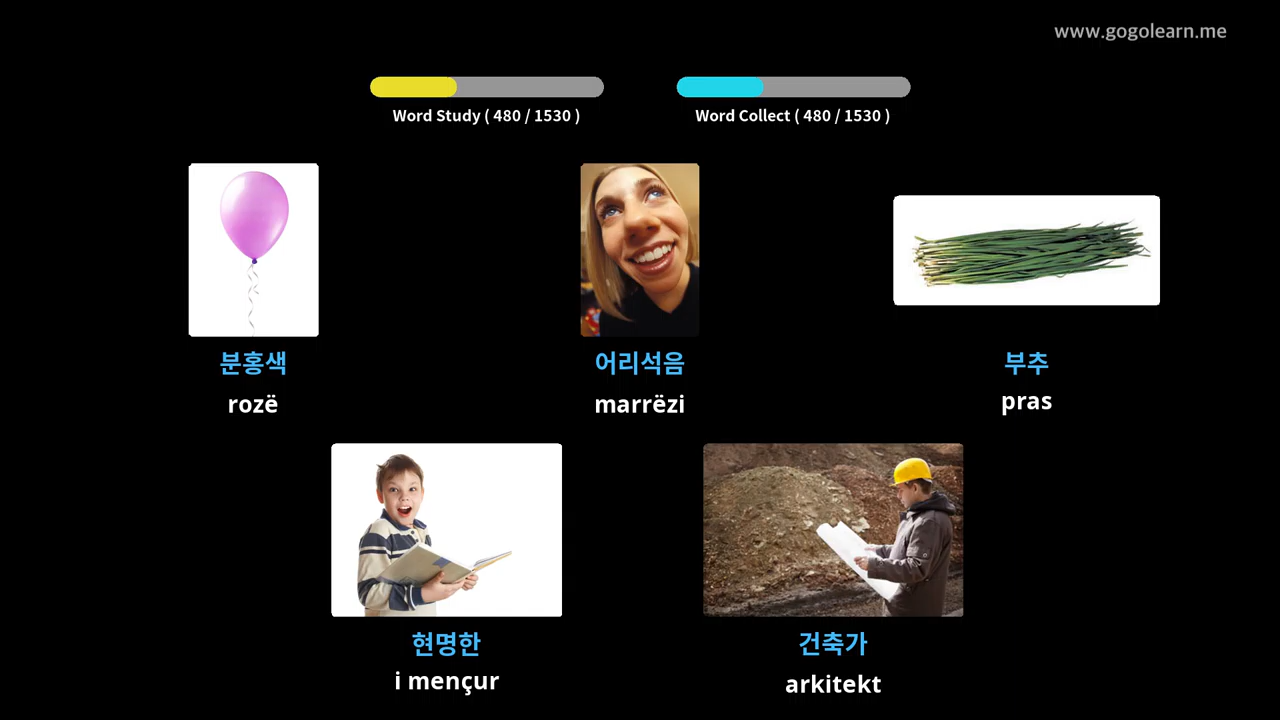 www.gogolearn.me
Word Study ( 480 / 1530 )
Word Collect ( 480 / 1530 )
분홍색
rozë
어리석음
marrëzi
부추
pras
현명한
i mençur
건축가
arkitekt